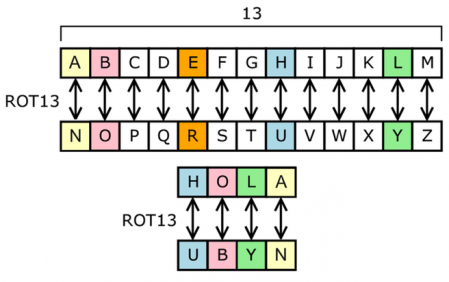 13
A B C D E F G H I J K L M
ROT13
N O P Q R S T U V W X Y Z
H O L A
ROT13
U B Y N